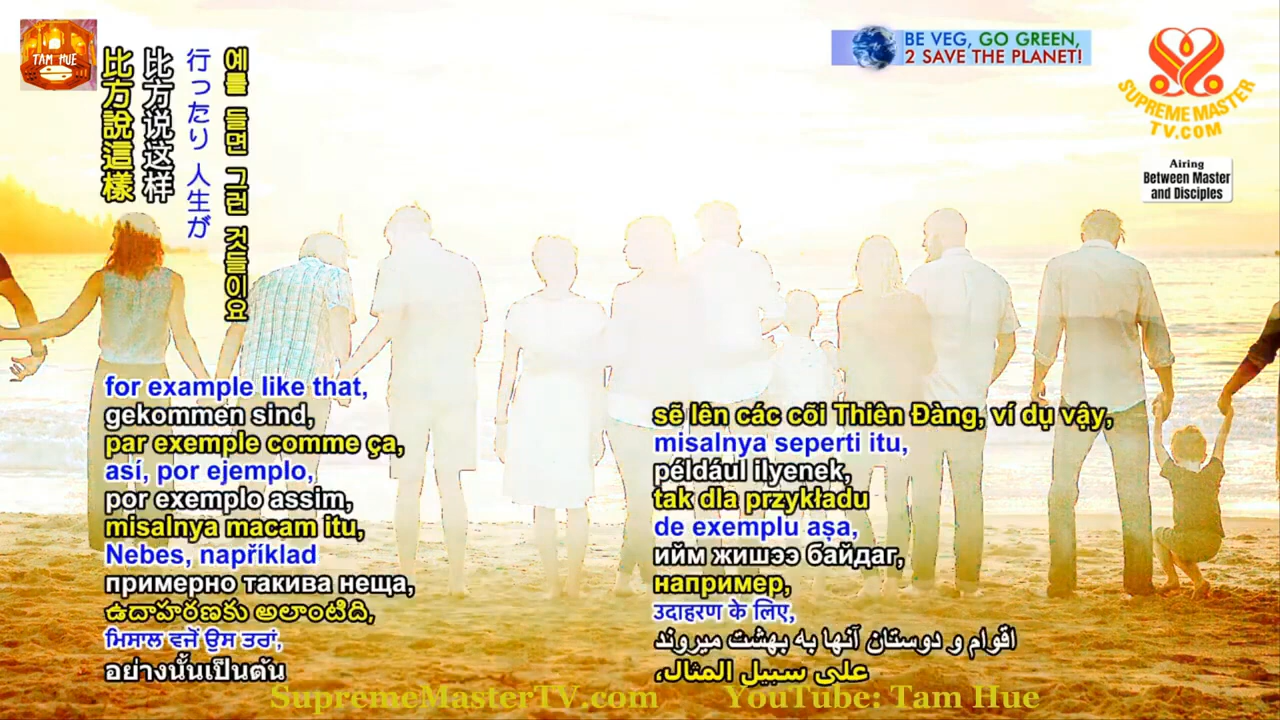 TAM HUE
比方說這樣
比方说这样
行ったり 人生が
예를 들면 그런 것들이요
BE VEG, GO GREEN,
2 SAVE THE PLANET!
SUPREME MASTER
TV.COM
Airing
Between Master
and Disciples
for example like that,
gekommen sind,
par exemple comme ça,
así, por ejemplo,
por exemplo assim,
misalnya macam itu,
Nebes, například
примерно такива неща,
ఉదాహరణకు అలాంటిది,
ਮਿਸਾਲ ਵਜੋਂ ਉਸ ਤਰਾਂ,
อย่างนั้นเป็นต้น
sẽ lên các cõi Thiên Đàng, ví dụ vậy,
misalnya seperti itu,
például ilyenek,
tak dla przykładu
de exemplu așa,
ийм жишээ байдаг,
например,
उदाहरण के लिए,
اقوام و دوستان آنها به بهشت میروند
على سبيل المثال،
SupremeMasterTV.com YouTube: Tam Hue